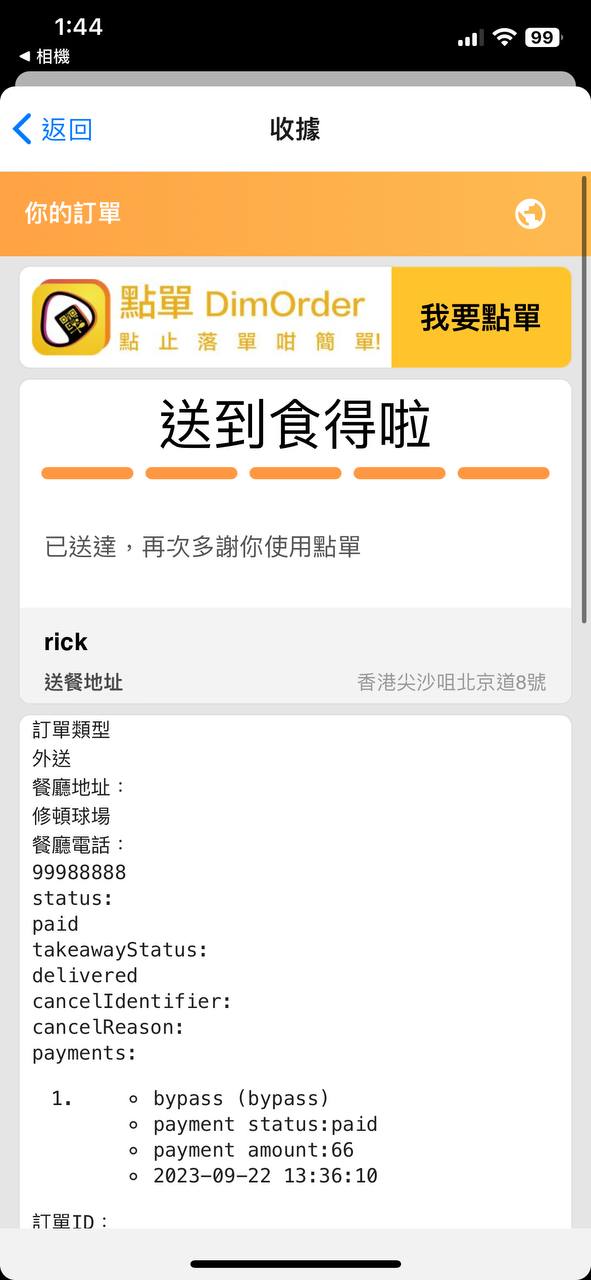 1:44
99
◀ 相機
返回
收據
你的訂單
點單 DimOrder
點止落單咁簡單!
我要點單
送到食得啦
已送達，再次多謝你使用點單
rick
送餐地址 香港尖沙咀北京道8號
訂單類型
外送
餐廳地址：
修頓球場
餐廳電話：
99988888
status:
paid
takeawayStatus:
delivered
cancelIdentifier:
cancelReason:
payments:
1. ◦ bypass (bypass)
◦ payment status:paid
◦ payment amount:66
◦ 2023-09-22 13:36:10
訂單ID：